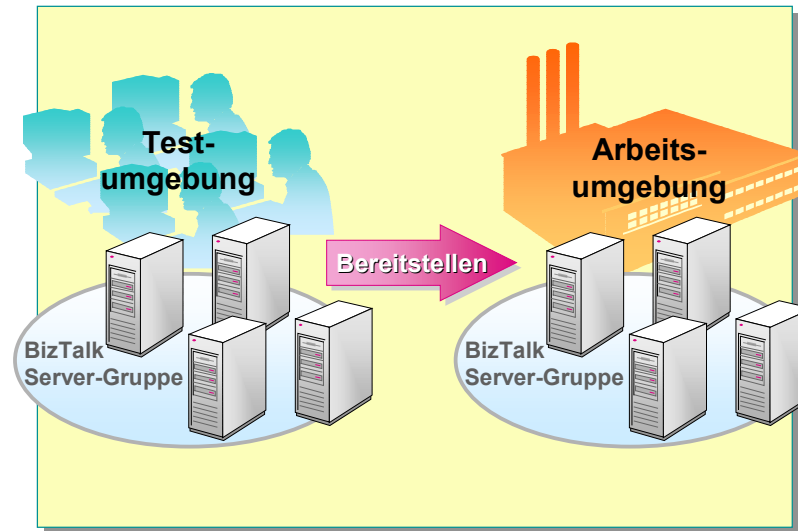 Test-
umgebung
Arbeits-
umgebung
Bereitstellen
BizTalk
Server-Gruppe
BizTalk
Server-Gruppe